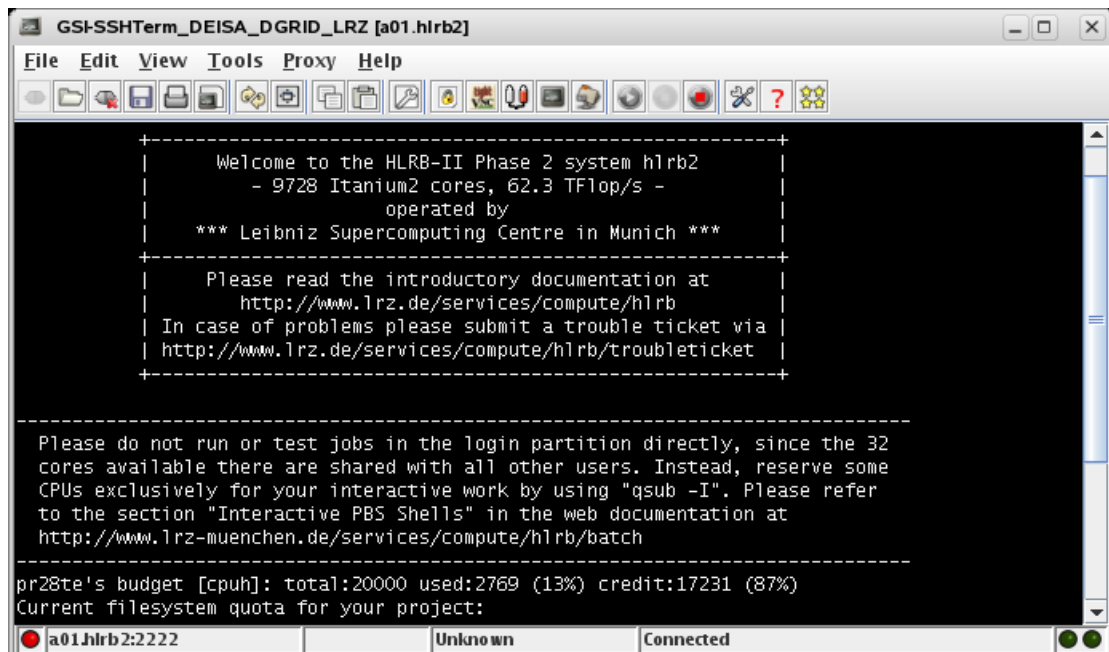 GSI-SSHTerm_DEISA_DGRID_LRZ [a01.hlrb2]
File Edit View Tools Proxy Help
+--------------------------------------------------------+
| Welcome to the HLRB-II Phase 2 system hlrb2 |
| - 9728 Itanium2 cores, 62.3 TFlop/s - |
| operated by |
| *** Leibniz Supercomputing Centre in Munich *** |
+--------------------------------------------------------+
| Please read the introductory documentation at |
| http://www.lrz.de/services/compute/hlrb |
| In case of problems please submit a trouble ticket via |
| http://www.lrz.de/services/compute/hlrb/troubleticket |
+--------------------------------------------------------+
--------------------------------------------------------------------------------
Please do not run or test jobs in the login partition directly, since the 32
cores available there are shared with all other users. Instead, reserve some
CPUs exclusively for your interactive work by using "qsub -I". Please refer
to the section "Interactive PBS Shells" in the web documentation at
http://www.lrz-muenchen.de/services/compute/hlrb/batch
--------------------------------------------------------------------------------
pr28te's budget [cpuh]: total:20000 used:2769 (13%) credit:17231 (87%)
Current filesystem quota for your project:
a01.hlrb2:2222 Unknown Connected